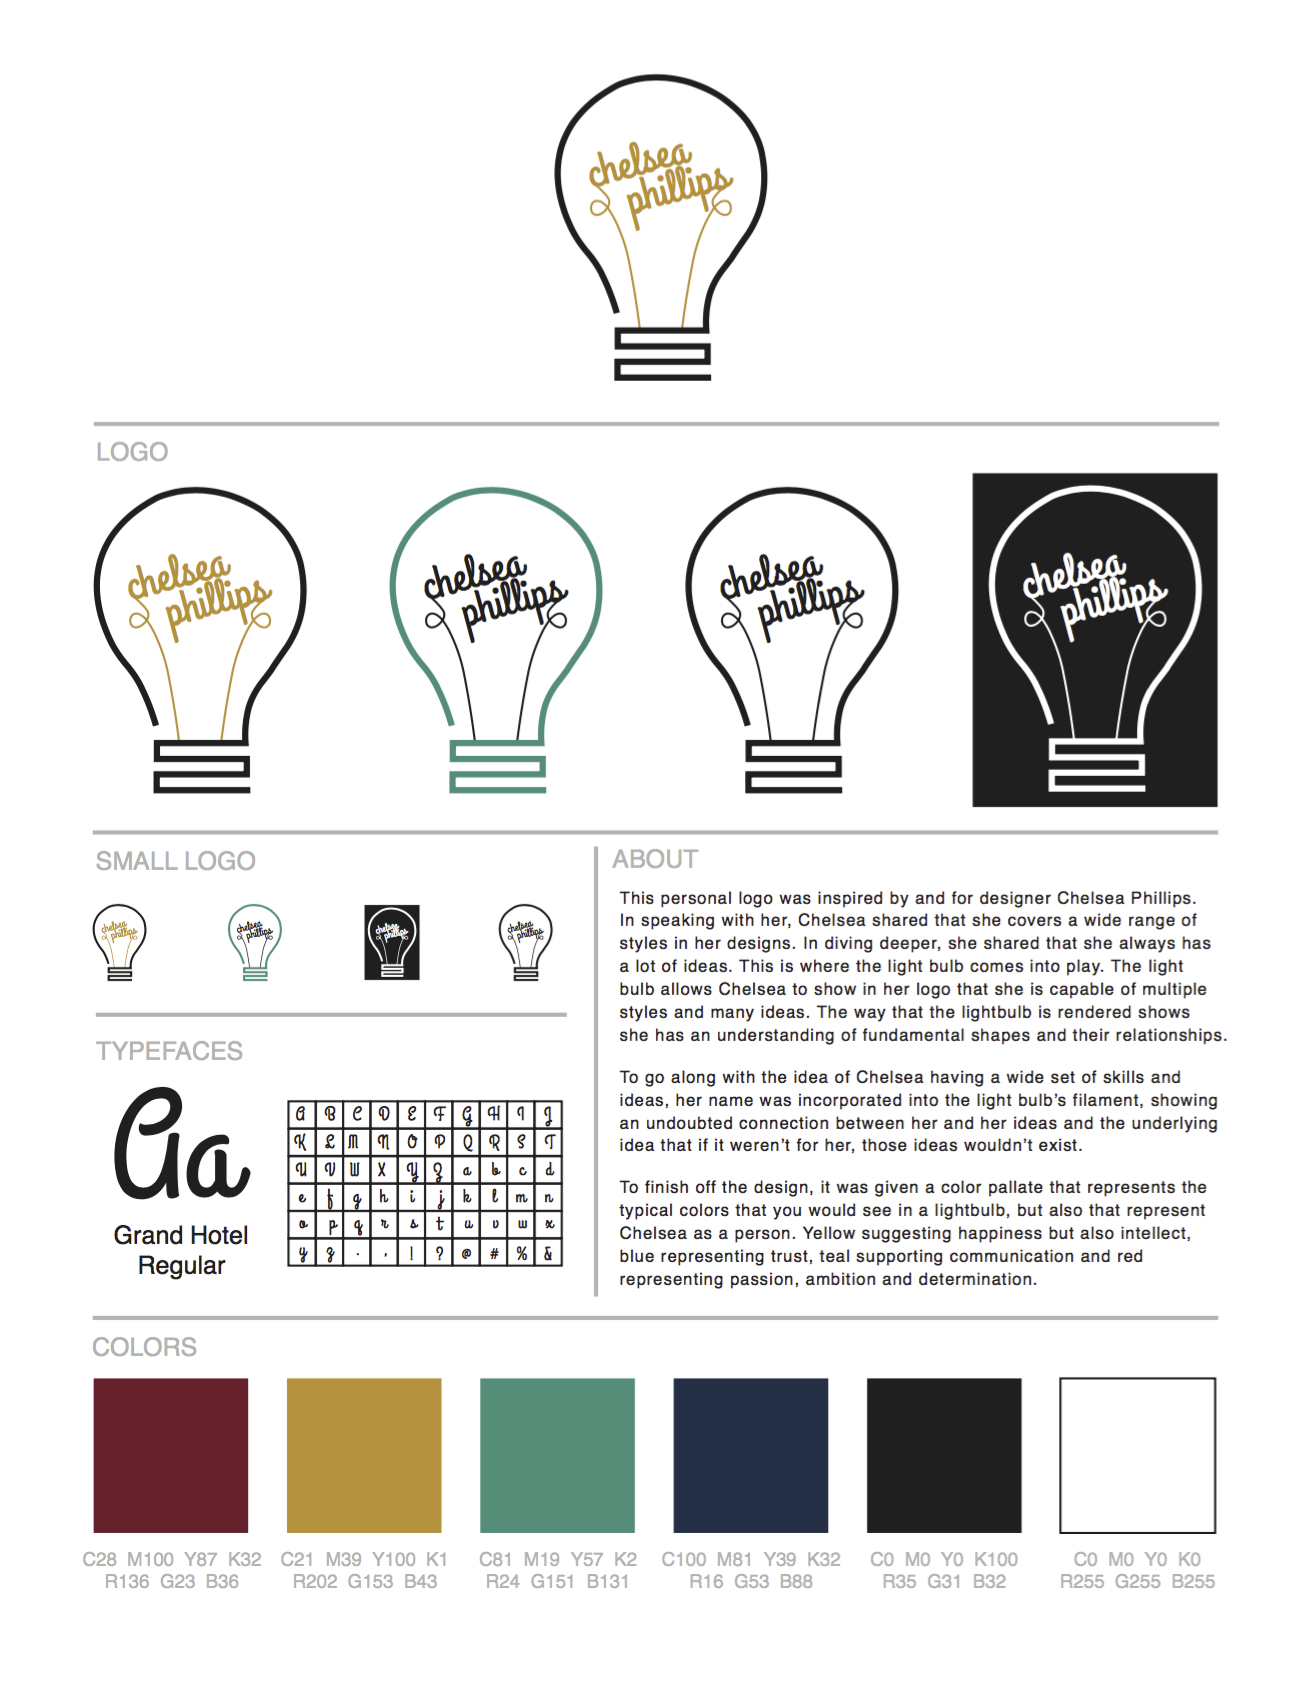 chelsea
phillips
LOGO
chelsea
phillips
chelsea
phillips
chelsea
phillips
chelsea
phillips
SMALL LOGO
chelsea
phillips
chelsea
phillips
chelsea
phillips
chelsea
phillips
TYPEFACES
Aa
Grand Hotel
Regular
A B C D E F G H I J
K L M N O P Q R S T
U V W X Y Z a b c d
e f g h i j k l m n
o p q r s t u v w x
y z . , ! ? @ # % &
ABOUT
This personal logo was inspired by and for designer Chelsea Phillips.
In speaking with her, Chelsea shared that she covers a wide range of
styles in her designs. In diving deeper, she shared that she always has
a lot of ideas. This is where the light bulb comes into play. The light
bulb allows Chelsea to show in her logo that she is capable of multiple
styles and many ideas. The way that the lightbulb is rendered shows
she has an understanding of fundamental shapes and their relationships.
To go along with the idea of Chelsea having a wide set of skills and
ideas, her name was incorporated into the light bulb's filament, showing
an undoubted connection between her and her ideas and the underlying
idea that if it weren't for her, those ideas wouldn't exist.
To finish off the design, it was given a color pallate that represents the
typical colors that you would see in a lightbulb, but also that represent
Chelsea as a person. Yellow suggesting happiness but also intellect,
blue representing trust, teal supporting communication and red
representing passion, ambition and determination.
COLORS
C28 M100 Y87 K32
R136 G23 B36
C21 M39 Y100 K1
R202 G153 B43
C81 M19 Y57 K2
R24 G151 B131
C100 M81 Y39 K32
R16 G53 B88
C0 M0 Y0 K100
R35 G31 B32
C0 M0 Y0 K0
R255 G255 B255